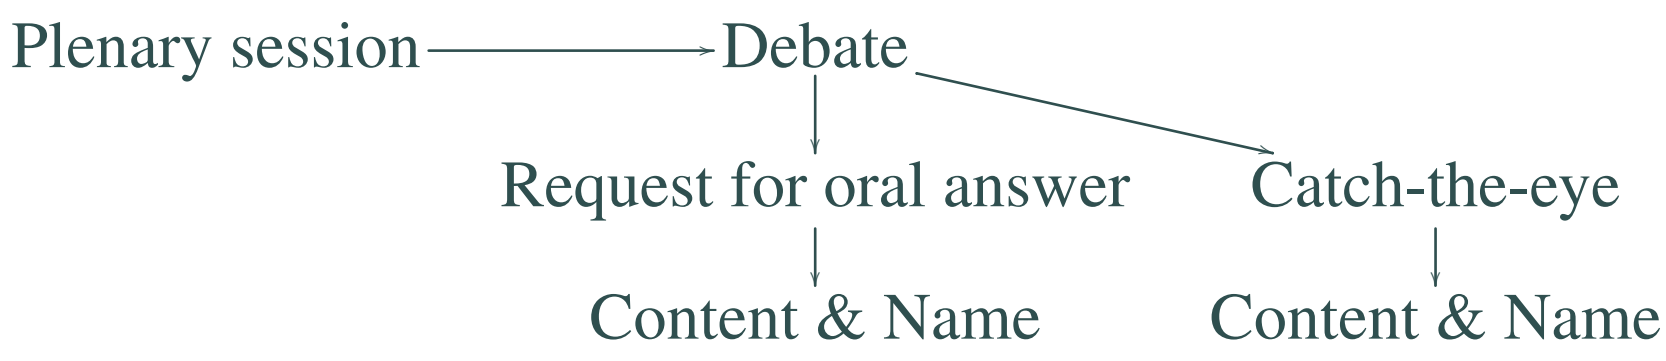 Plenary session Debate
Request for oral answer Catch-the-eye
Content & Name Content & Name